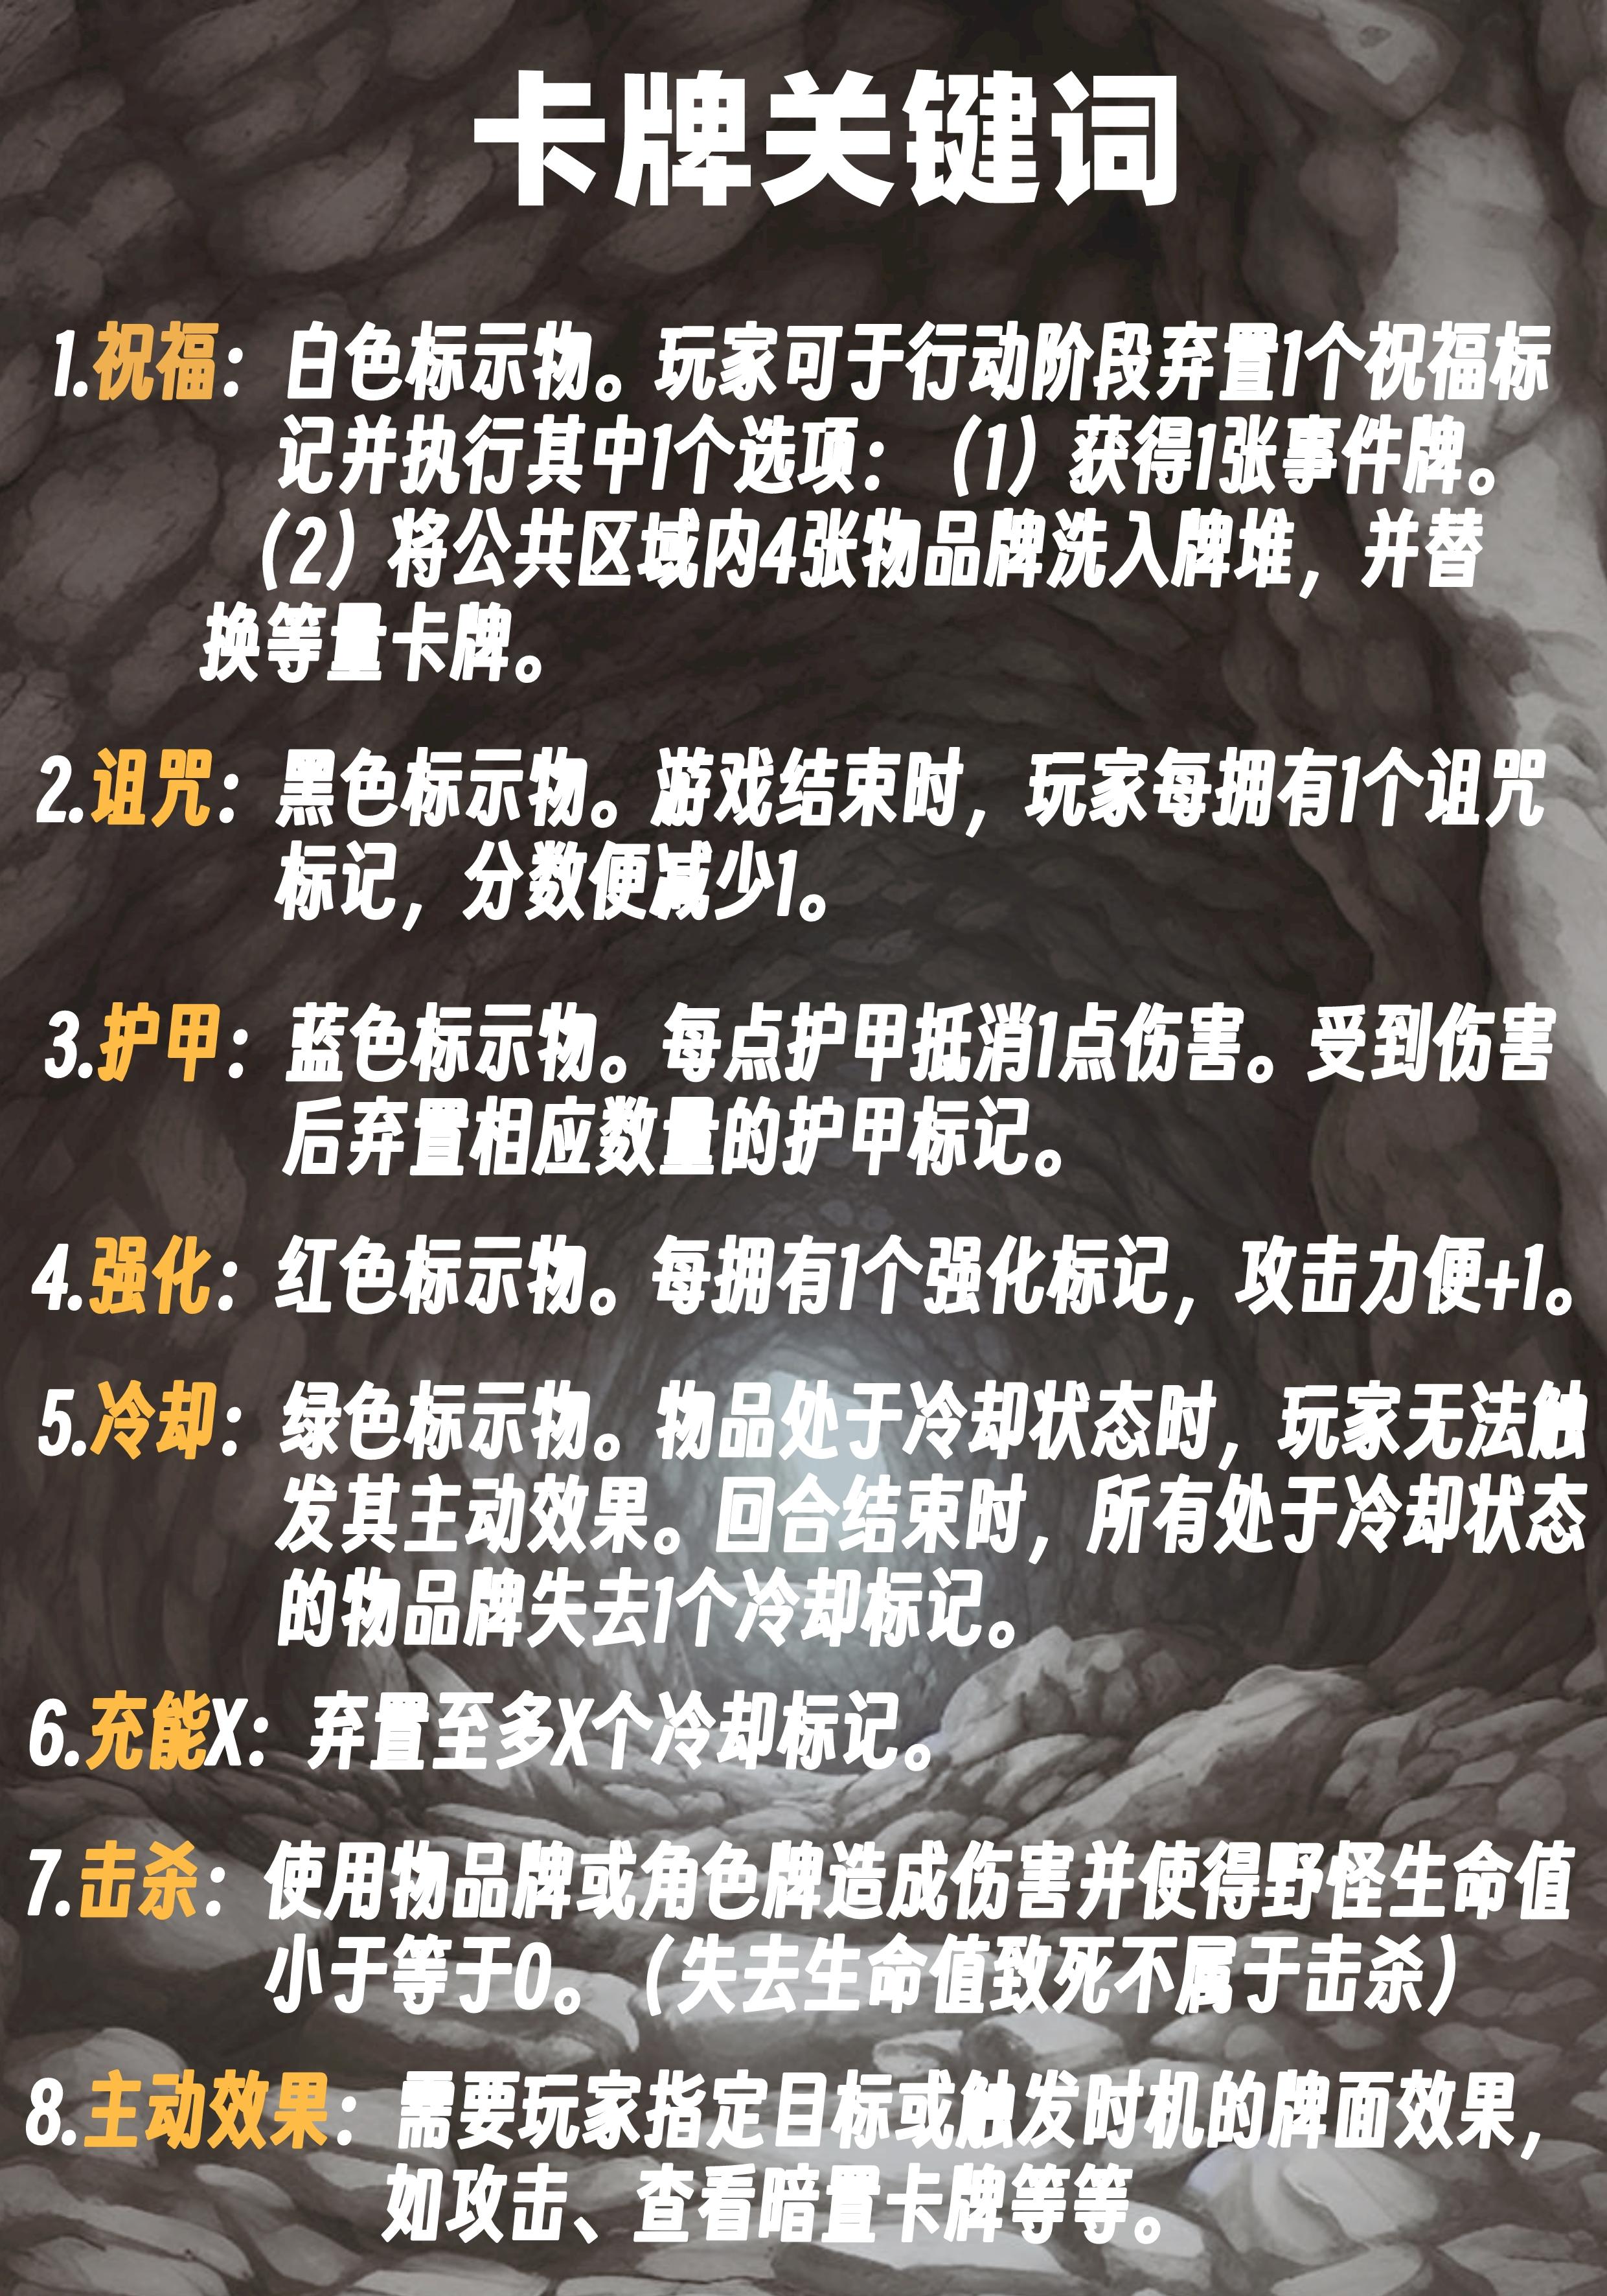 卡牌关键词
1.祝福：白色标示物。玩家可于行动阶段弃置1个祝福标
记并执行其中1个选项：（1）获得1张事件牌。
（2）将公共区域内4张物品牌洗入牌堆，并替
换等量卡牌。
2.诅咒：黑色标示物。游戏结束时，玩家每拥有1个诅咒
标记，分数便减少1。
3.护甲：蓝色标示物。每点护甲抵消1点伤害。受到伤害
后弃置相应数量的护甲标记。
4.强化：红色标示物。每拥有1个强化标记，攻击力便+1。
5.冷却：绿色标示物。物品处于冷却状态时，玩家无法触
发其主动效果。回合结束时，所有处于冷却状态
的物品牌失去1个冷却标记。
6.充能X：弃置至多X个冷却标记。
7.击杀：使用物品牌或角色牌造成伤害并使得野怪生命值
小于等于0。（失去生命值致死不属于击杀）
8.主动效果：需要玩家指定目标或触发时机的牌面效果，
如攻击、查看暗置卡牌等等。